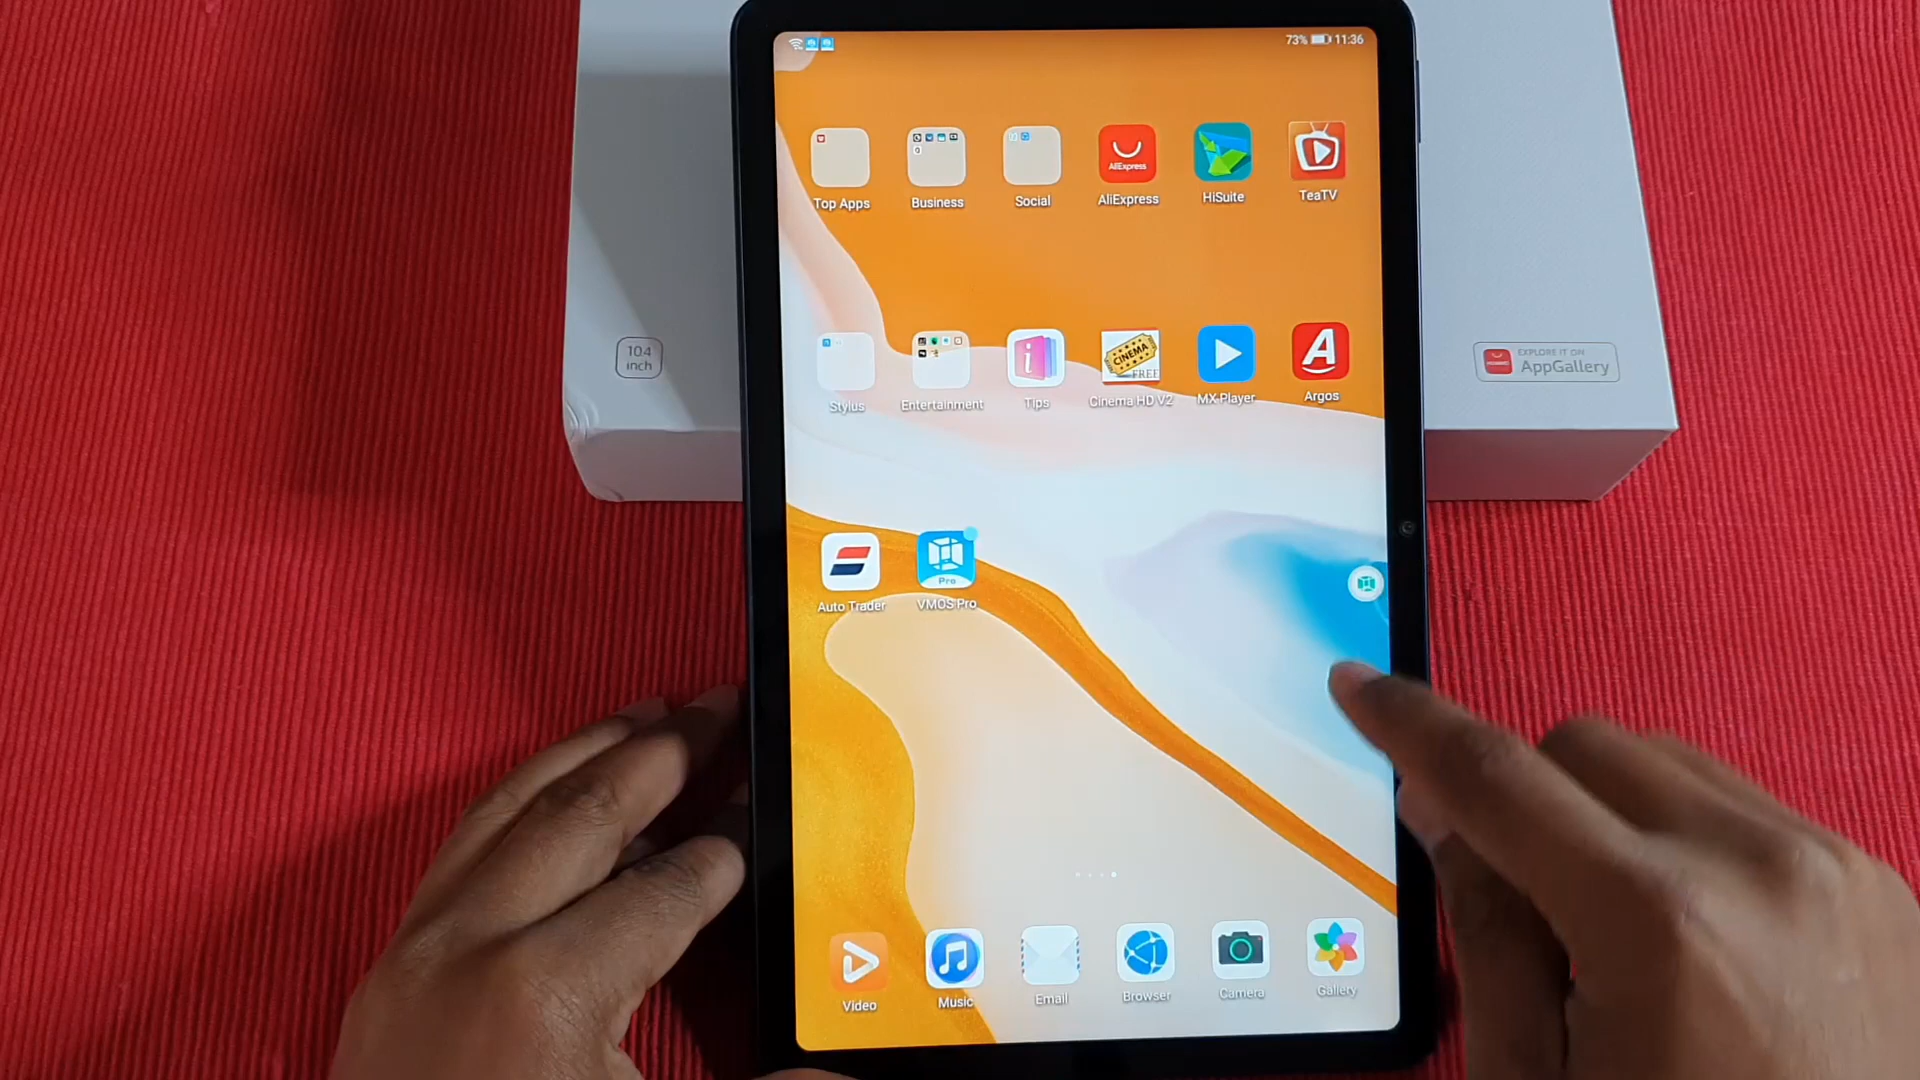 73% 11:36
Top Apps
Business
Social
AliExpress
AliExpress
HiSuite
TeaTV
10.4
inch
EXPLORE IT ON
HUAWEI
AppGallery
Stylus
Entertainment
i
Tips
CINEMA
FREE
Cinema HD V2
MX Player
A
Argos
Auto Trader
Pro
VMOS Pro
Video
Music
Email
Browser
Camera
Gallery